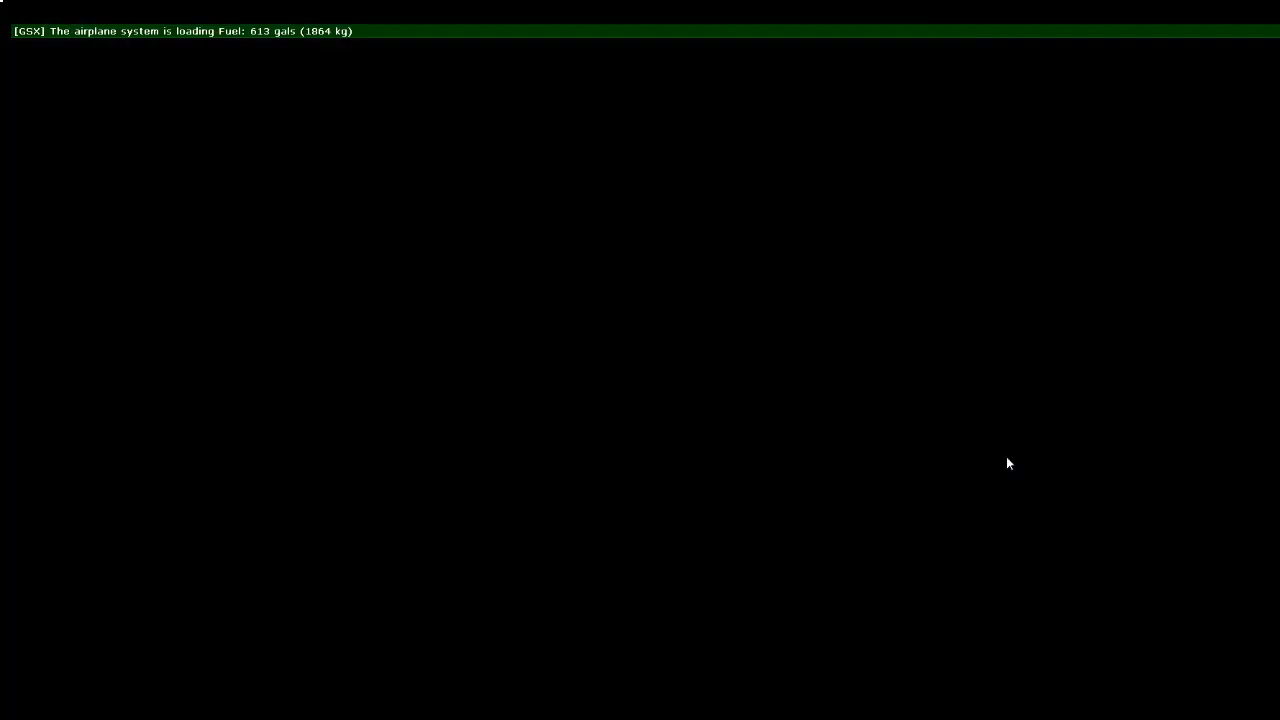 [GSX] The airplane system is loading Fuel: 613 gals (1864 kg)